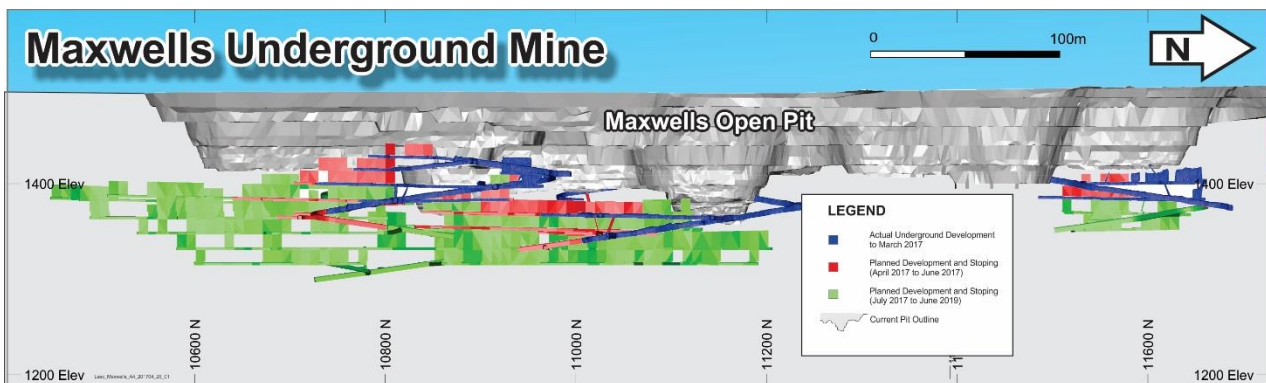 Maxwells Underground Mine
0
100m
N
Maxwells Open Pit
1400 Elev
1400 Elev
LEGEND
Actual Underground Development
to March 2017
Planned Development and Stoping
(April 2017 to June 2017)
Planned Development and Stoping
(July 2017 to June 2019)
Current Pit Outline
10600 N
10800 N
11000 N
11200 N
11600 N
1200 Elev
1200 Elev